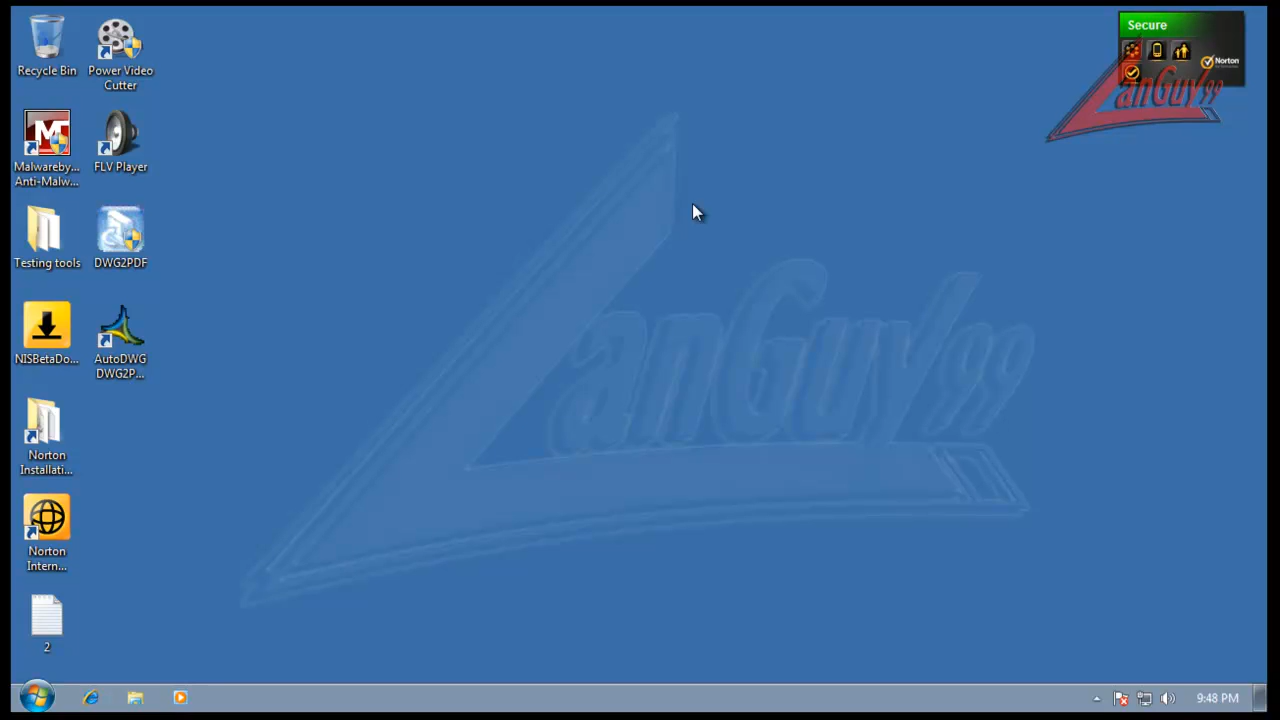 Recycle Bin
Power Video
Cutter
Malwareby...
Anti-Malw...
FLV Player
Testing tools
DWG2PDF
NISBetaDo...
AutoDWG
DWG2P...
Norton
Installati...
Norton
Intern...
2
Secure
Norton
LanGuy99
LanGuy99
9:48 PM